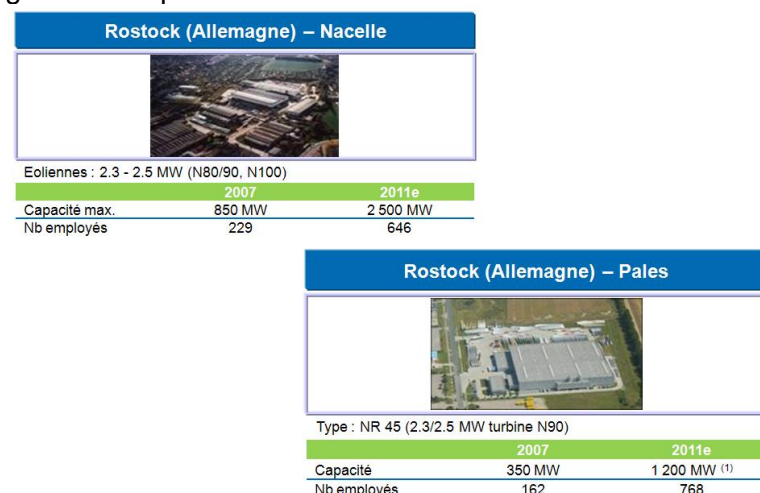 Rostock (Allemagne) – Nacelle
Eoliennes : 2.3 - 2.5 MW (N80/90, N100)
2007 2011e
Capacité max. 850 MW 2 500 MW
Nb employés 229 646
Rostock (Allemagne) – Pales
Type : NR 45 (2.3/2.5 MW turbine N90)
2007 2011e
Capacité 350 MW 1 200 MW (1)
Nb employés 162 768